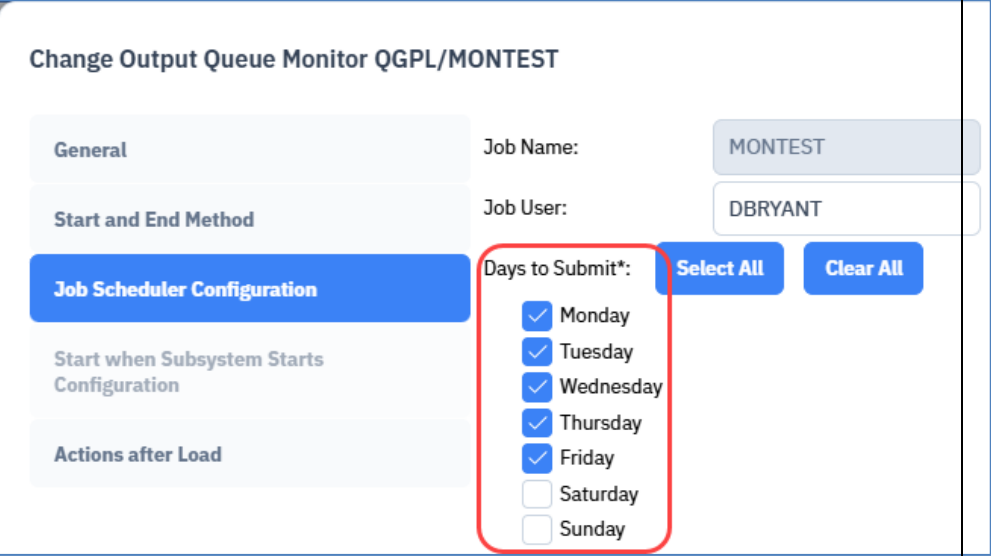 Change Output Queue Monitor QGPL/MONTEST
General
Start and End Method
Job Scheduler Configuration
Start when Subsystem Starts
Configuration
Actions after Load
Job Name:
MONTEST
Job User:
DBRYANT
Days to Submit*:
Select All
Clear All
Monday
Tuesday
Wednesday
Thursday
Friday
Saturday
Sunday